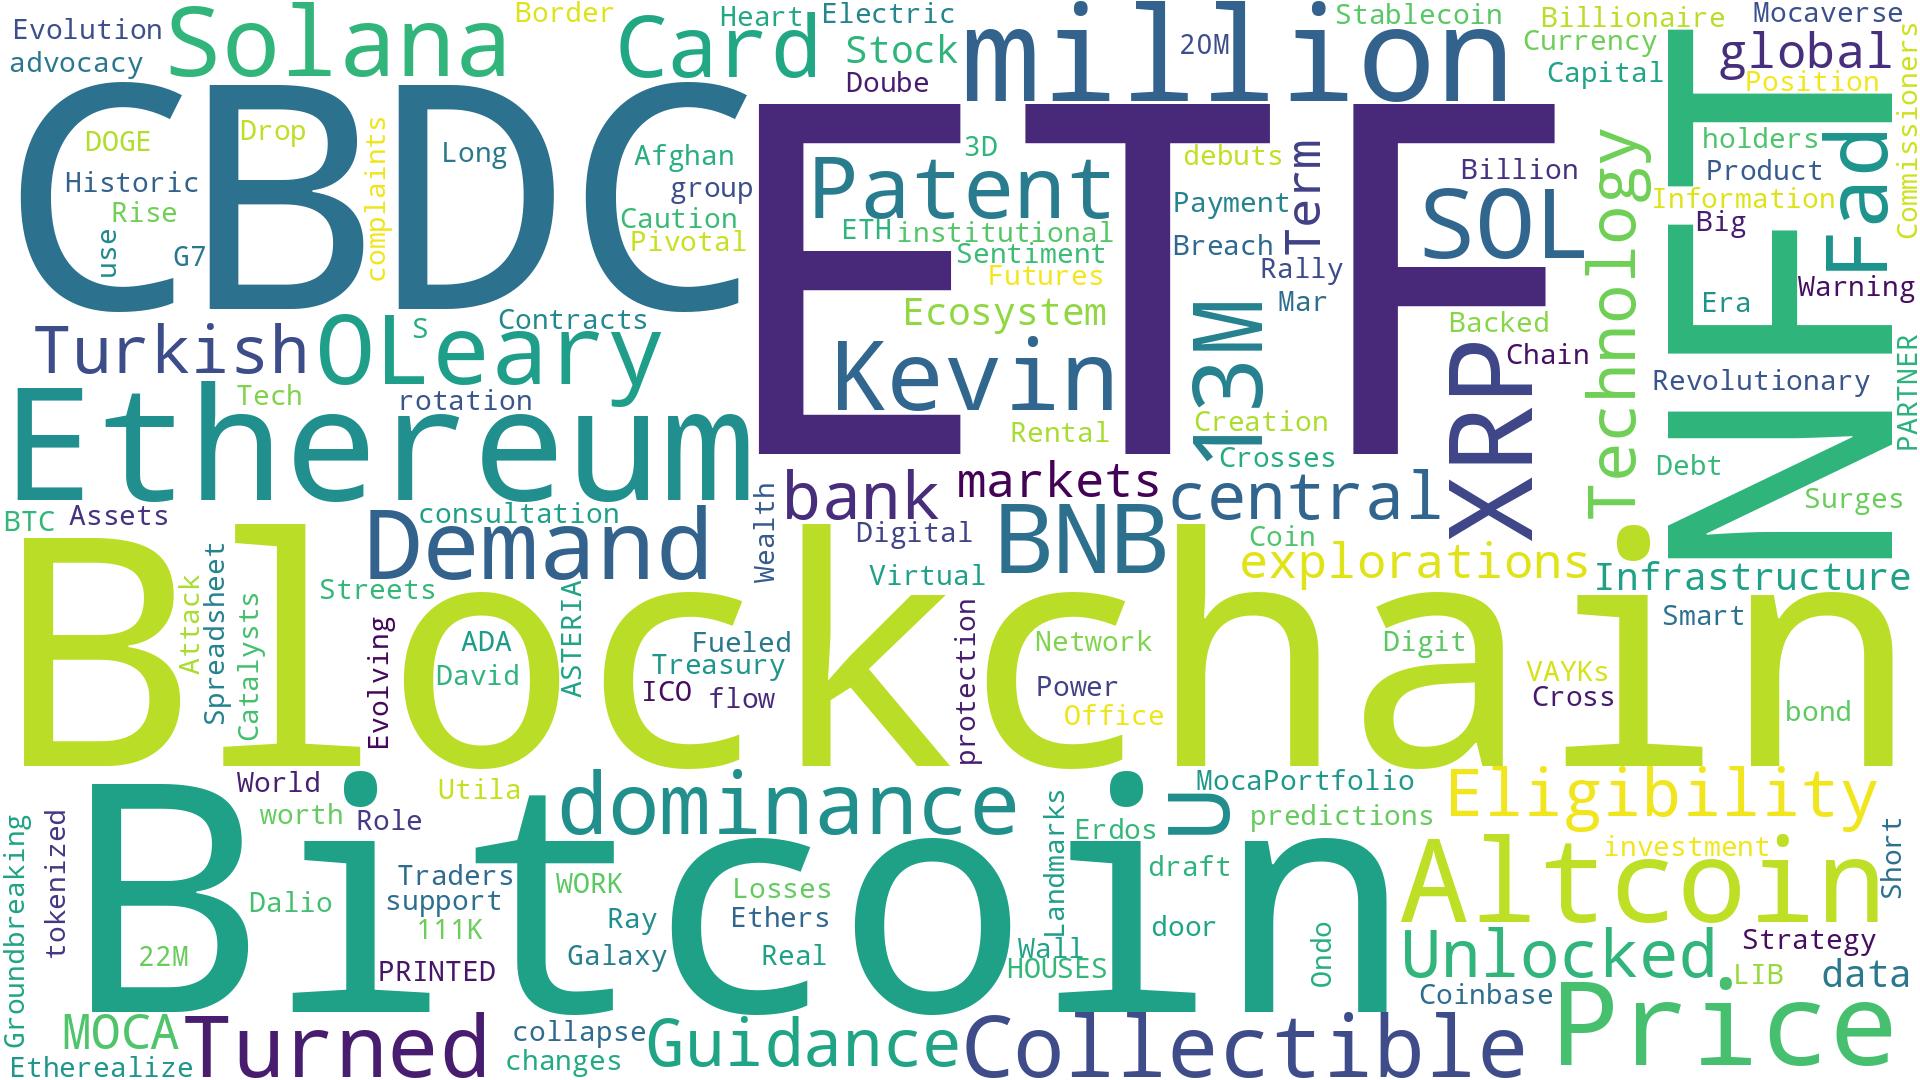 Evolution
advocacy
Solana
Border
Card
Heart
Electric
Stock
Doube
million
20M
Stablecoin
Billionaire
Currency
Capital
Mocaverse
global
Position
Commissioners
CBDC
DOGE
Drop
complaints
Long
Historic
Rise
use
G7
Afghan
group
Caution
Pivotal
ETF
Patent
3D
ETH
institutional
Sentiment
Futures
Ecosystem
Kevin
Rental
debuts
Term
Payment
Breach
Rally
Mar
13M
Creation
Crosses
Billion
SOL
Backed
Chain
XRP
Technology
NFT
holders
Product
Information
Big
Fad
Warning
Era
Revolutionary
PARTNER
Debt
Surges
Turkish
OLeary
S
Contracts
Tech
rotation
Ethereum
BTC
Assets
consultation
Demand
Wealth
bank
markets
central
Digital
BNB
Coin
explorations
Virtual
Infrastructure
Smart
Blockchain
Attack
Spreadsheet
Catalysts
Streets
Evolving
ADA
David
ASTERIA
Fueled
Treasury
ICO
flow
protection
Network
Power
Office
Digit
VAYKs
Cross
bond
World
worth
Role
Utila
dominance
MocaPortfolio
U
predictions
Eligibility
Bitcoin
Groundbreaking
tokenized
Dalio
22M
Traders
support
111K
PRINTED
WORK
Ray
Galaxy
Losses
Ethers
Real
Landmarks
Erdos
Wall
HOUSES
draft
door
Ondo
Altcoin
investment
Short
Unlocked
Strategy
LIB
data
Coinbase
Price
MOCA
Etherealize
Turned
collapse
changes
Guidance
Collectible